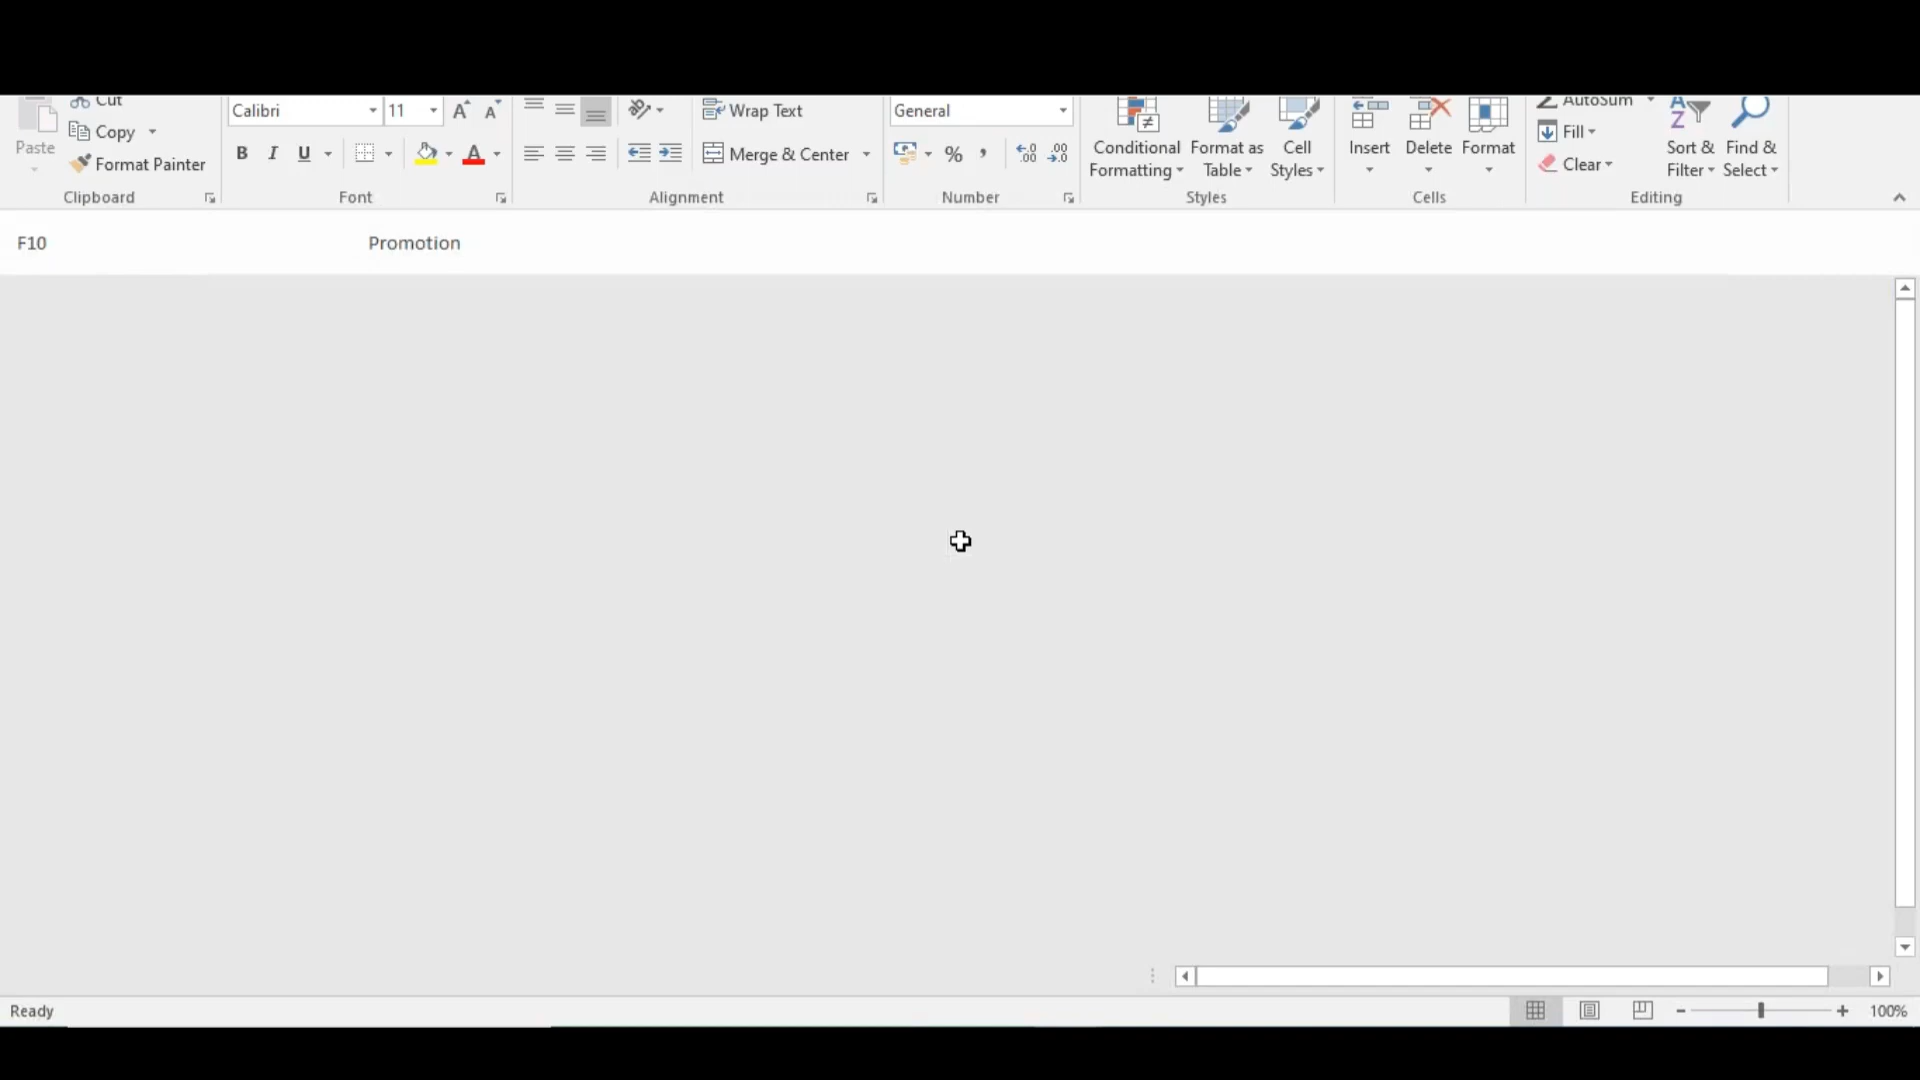 Cut
Copy
Paste
Format Painter
Clipboard
Calibri 11
B I U
Font
Wrap Text
Merge & Center
Alignment
General
%
Number
Conditional
Formatting
Format as
Table
Cell
Styles
Styles
Insert
Delete
Format
Cells
AutoSum
Fill
Clear
Sort &
Filter
Find &
Select
Editing
F10
Promotion
Ready
100%